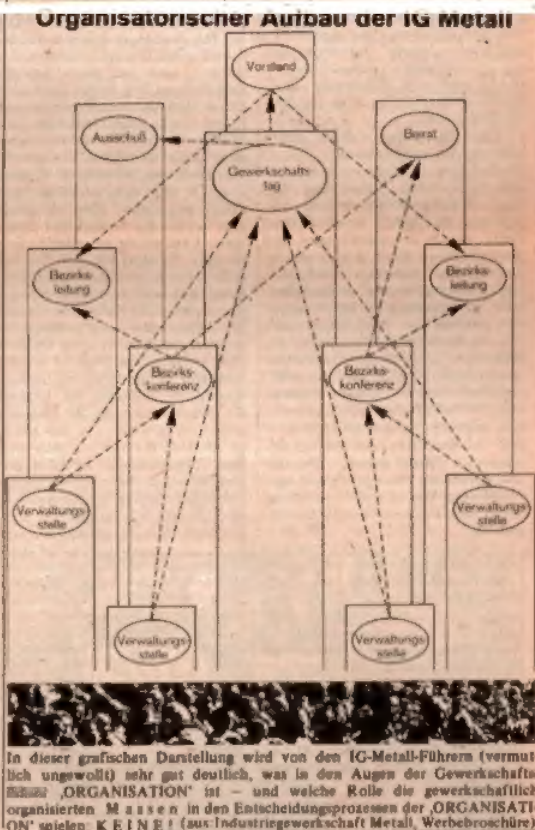 Organisatorischer Aufbau der IG Metall
Vorstand
Ausschuß
Beirat
Gewerkschafts-
tag
Bezirks-
leitung
Bezirks-
leitung
Bezirks-
konferenz
Bezirks-
konferenz
Verwaltungs-
stelle
Verwaltungs-
stelle
Verwaltungs-
stelle
Verwaltungs-
stelle
In dieser grafischen Darstellung wird von den IG-Metall-Führern (vermut-
lich ungewollt) sehr gut deutlich, was in den Augen der Gewerkschafts-
‚ORGANISATION' ist – und welche Rolle die gewerkschaftlich
organisierten M a s s e n in den Entscheidungsprozessen der ‚ORGANISATI-
ON' spielen: K E I N E ! (aus: Industriegewerkschaft Metall, Werbebroschüre)